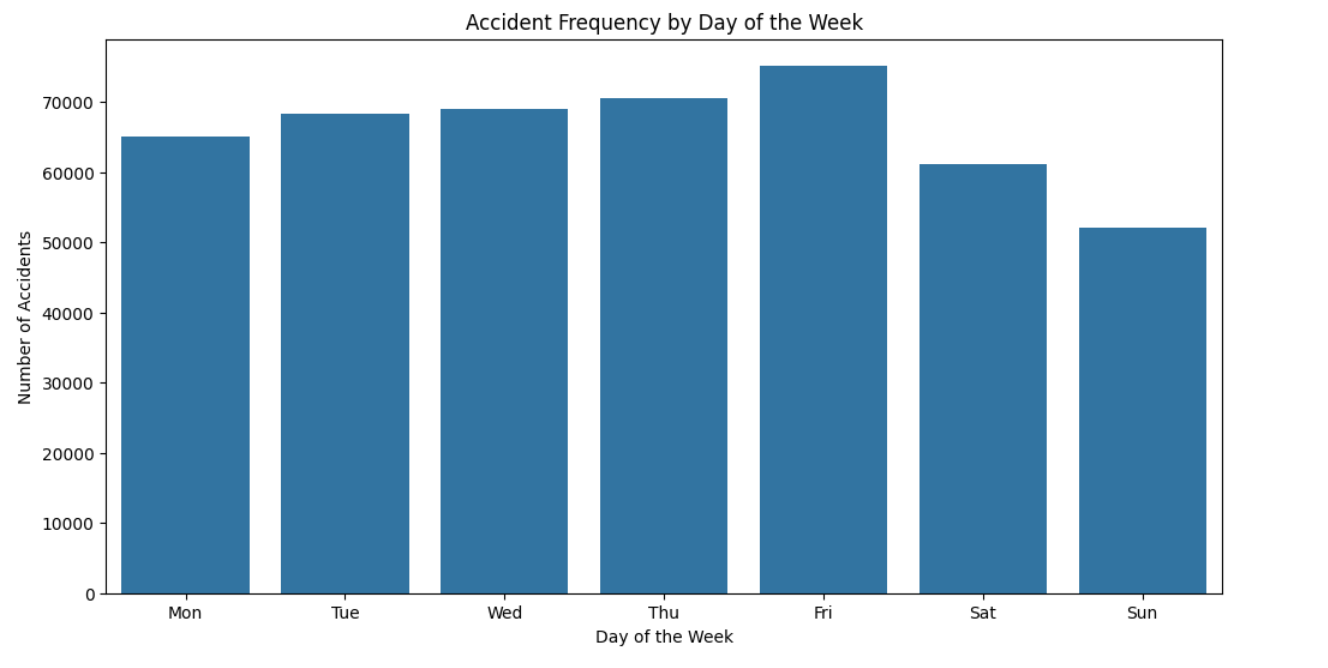 Accident Frequency by Day of the Week
Number of Accidents
70000
60000
50000
40000
30000
20000
10000
0
Mon Tue Wed Thu Fri Sat Sun
Day of the Week